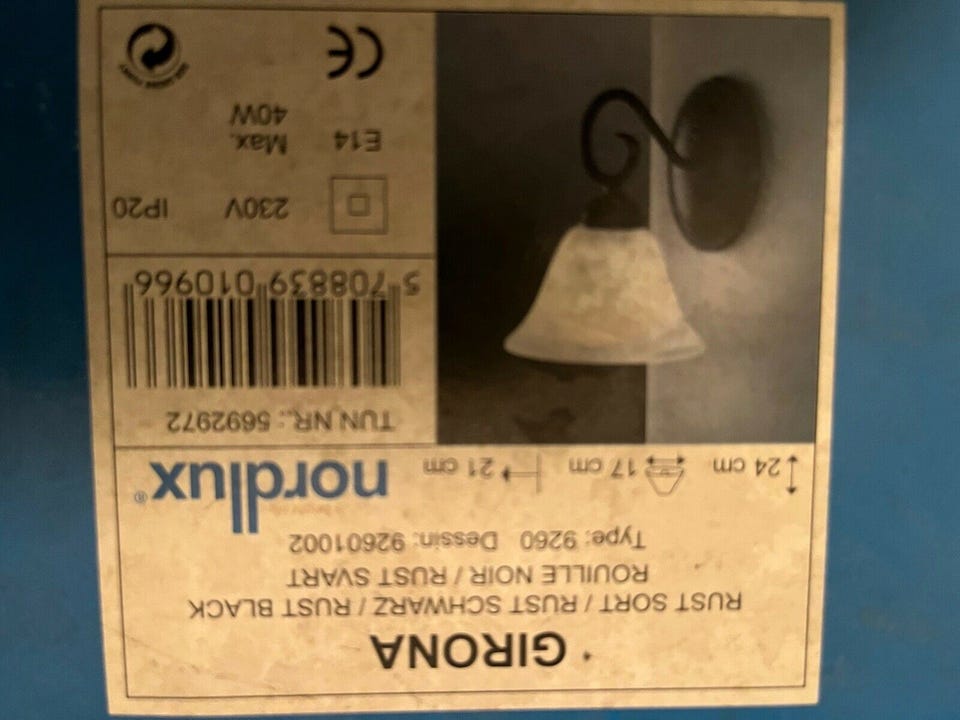 GIRONA
RUST SORT / RUST SCHWARZ / RUST BLACK
ROUILLE NOIR / RUST SVART
Type: 9260 Dessin: 92601002
24 cm 17 cm 21 cm
nordlux®
TUN NR.: 5692972
5 708839 010966
230V IP20
E14 Max. 40W
CE